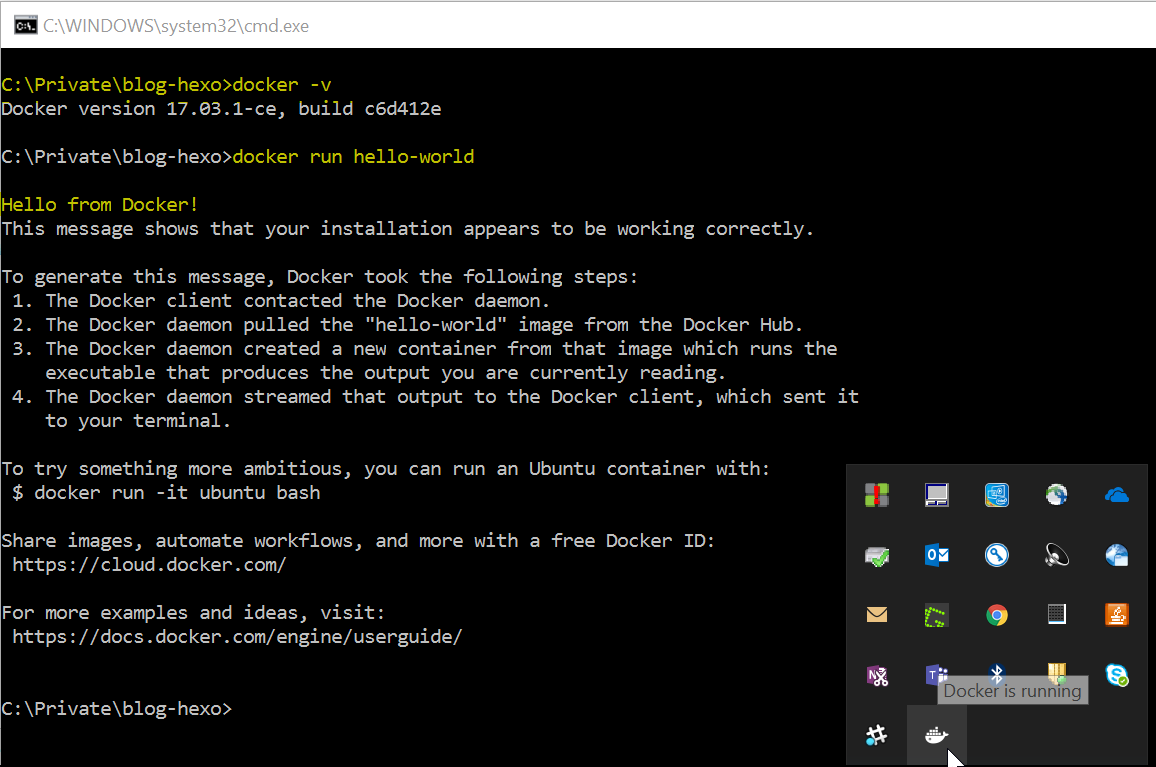 C:\WINDOWS\system32\cmd.exe
C:\Private\blog-hexo>docker -v
Docker version 17.03.1-ce, build c6d412e
C:\Private\blog-hexo>docker run hello-world
Hello from Docker!
This message shows that your installation appears to be working correctly.
To generate this message, Docker took the following steps:
 1. The Docker client contacted the Docker daemon.
 2. The Docker daemon pulled the "hello-world" image from the Docker Hub.
 3. The Docker daemon created a new container from that image which runs the
    executable that produces the output you are currently reading.
 4. The Docker daemon streamed that output to the Docker client, which sent it
    to your terminal.
To try something more ambitious, you can run an Ubuntu container with:
 $ docker run -it ubuntu bash
Share images, automate workflows, and more with a free Docker ID:
 https://cloud.docker.com/
For more examples and ideas, visit:
 https://docs.docker.com/engine/userguide/
C:\Private\blog-hexo>
Docker is running